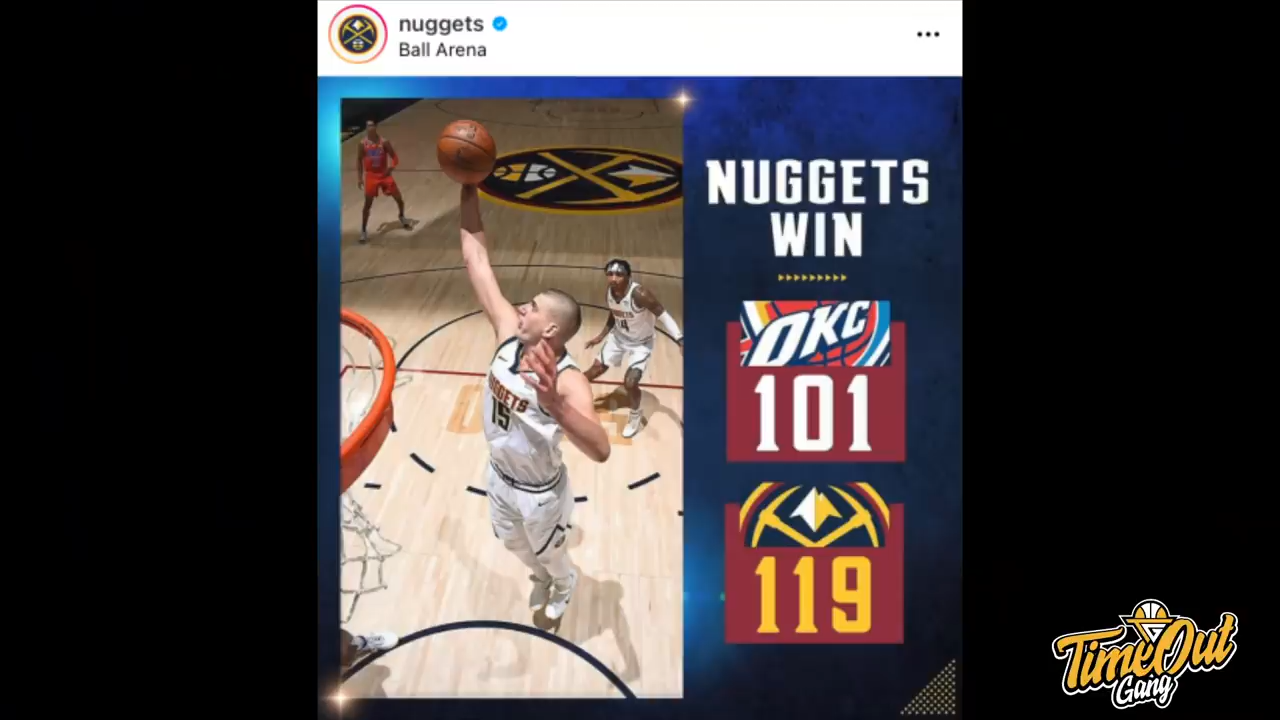 nuggets
Ball Arena
NUGGETS
WIN
OKC
101
119
NUGGETS
15
TimeOut
Gang